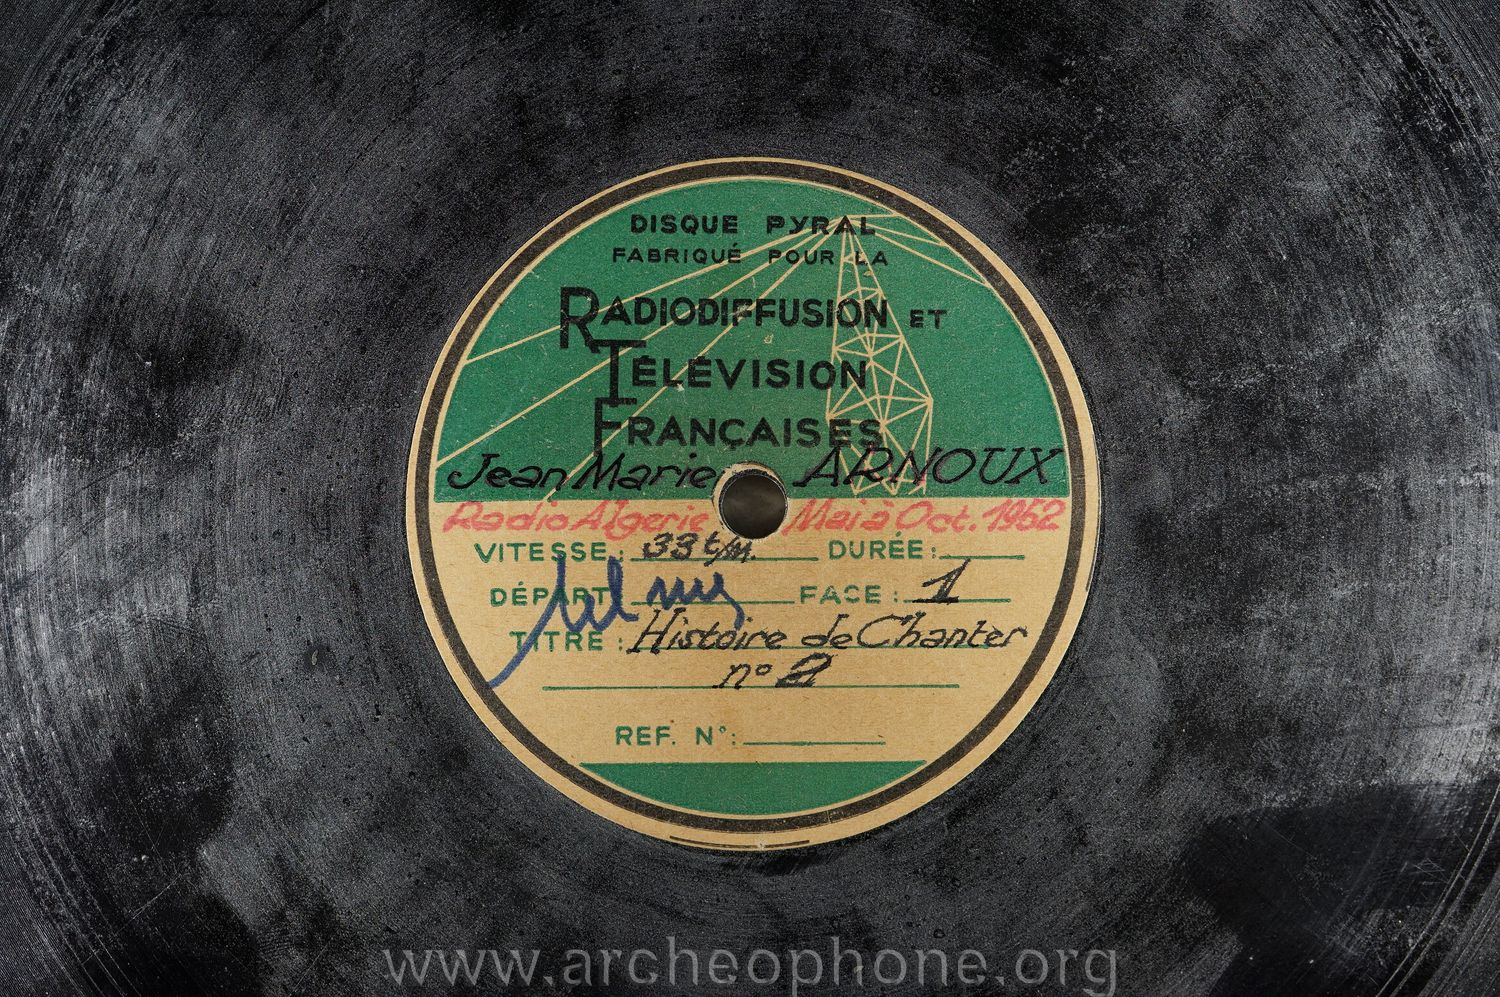 DISQUE PYRAL
FABRIQUÉ POUR LA
RADIODIFFUSION ET
TÉLÉVISION
FRANÇAISES
Jean Marie ARNOUX
Radio Algerie Mai à Oct. 1952
VITESSE: 33 t/m. DURÉE:
DÉPART: FACE: 1
TITRE: Histoire de Chanter
n° 2
REF. N°:
www.archeophone.org